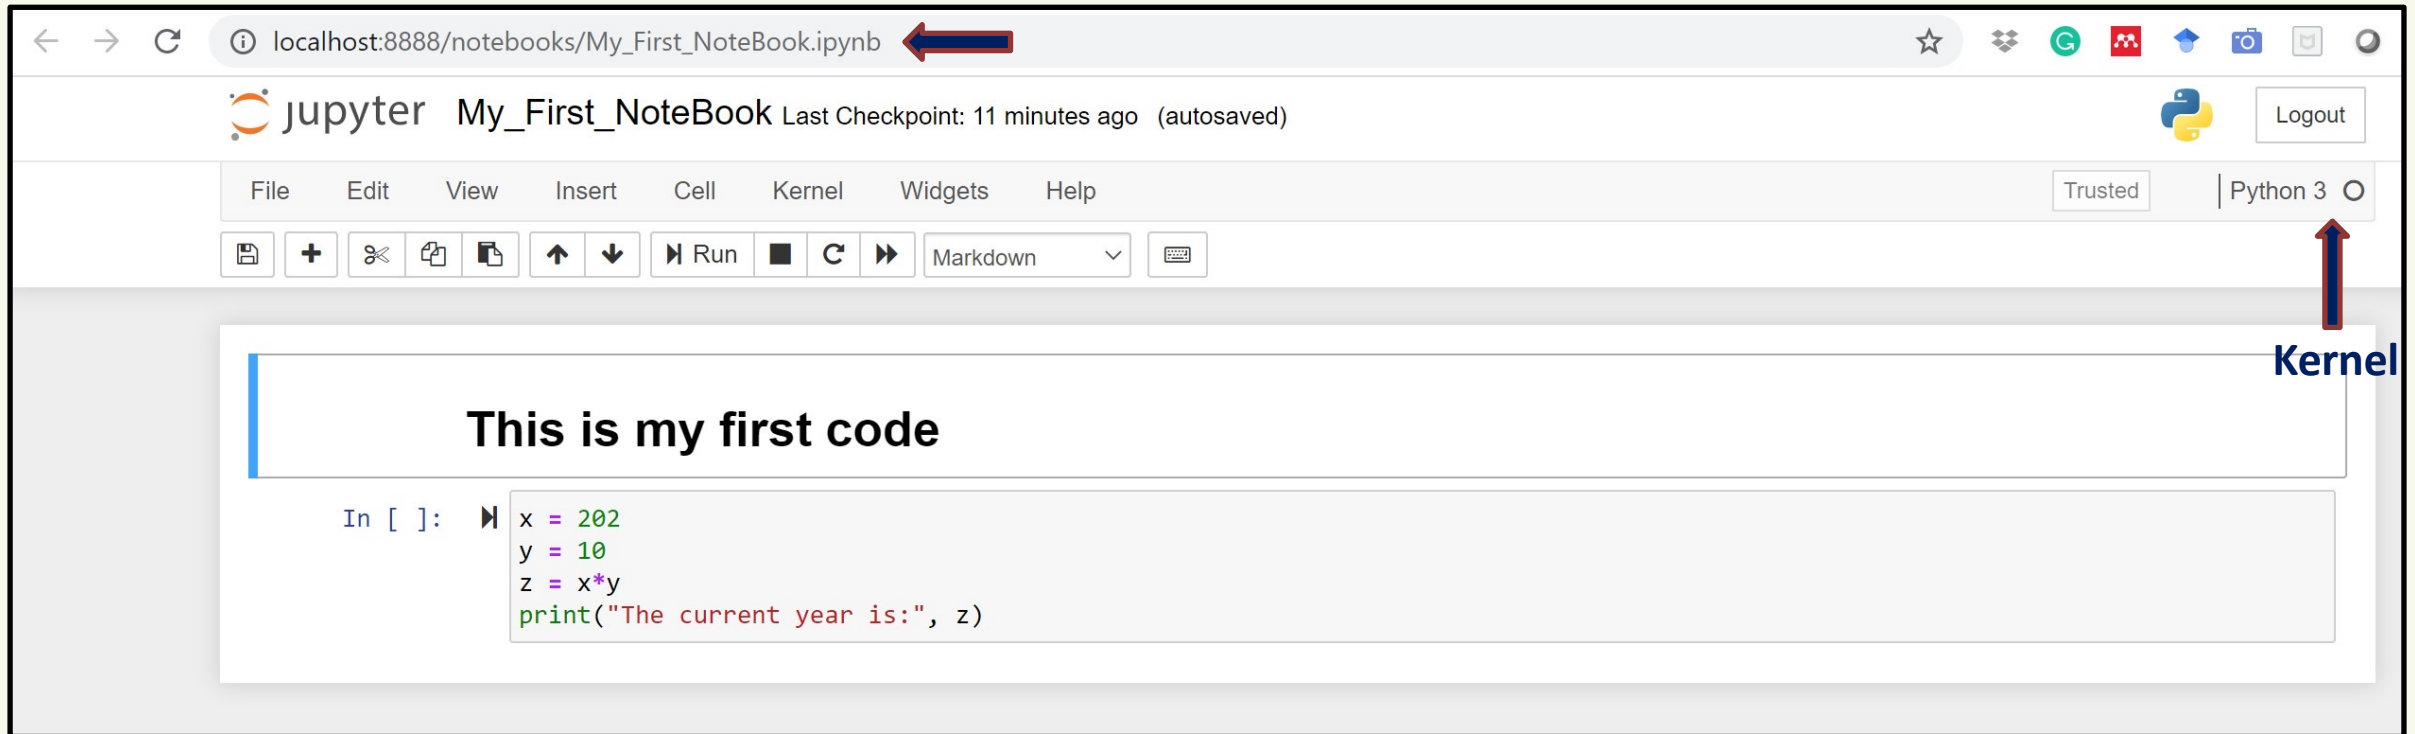 localhost:8888/notebooks/My_First_NoteBook.ipynb
jupyter My_First_NoteBook Last Checkpoint: 11 minutes ago (autosaved)
Logout
File Edit View Insert Cell Kernel Widgets Help
Trusted
Python 3
Run
Markdown
Kernel
This is my first code
In [ ]:
x = 202
y = 10
z = x*y
print("The current year is:", z)